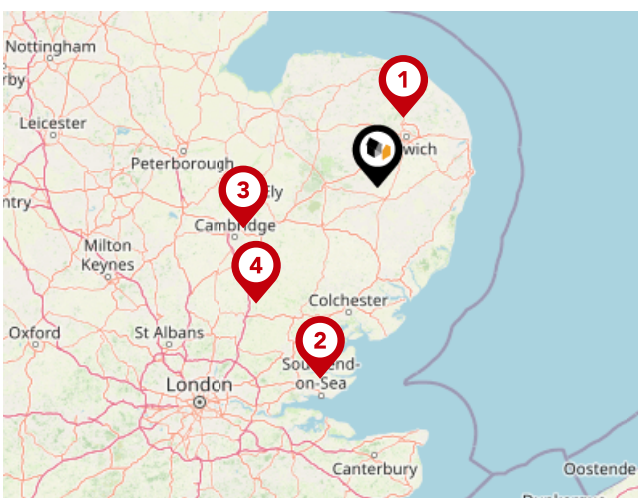 Nottingham
rby
1
Leicester
wich
Peterborough
3
Ely
ntry
Cambridge
Milton
Keynes
4
Colchester
Oxford
St Albans
2
London
on-Sea
Canterbury
Oostende